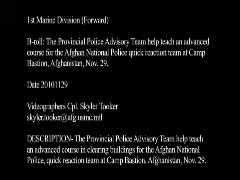 1st Marine Division (Forward)
B-roll: The Provincial Police Advisory Team help teach an advanced
course for the Afghan National Police quick reaction team at Camp
Bastion, Afghanistan, Nov. 29.
Date 20101129
Videographers Cpl. Skyler Tooker
skyler.tooker@afg.usmc.mil
DESCRIPTION- The Provincial Police Advisory Team help teach
an advanced course in clearing buildings for the Afghan National
Police, quick reaction team at Camp Bastion, Afghanistan, Nov. 29.